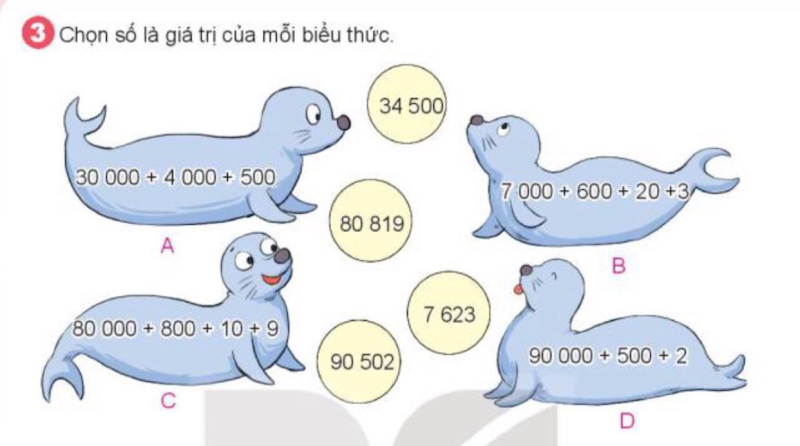 3 Chọn số là giá trị của mỗi biểu thức.
34 500
30 000 + 4 000 + 500
7 000 + 600 + 20 +3
80 819
A
B
7 623
80 000 + 800 + 10 + 9
90 502
90 000 + 500 + 2
C
D